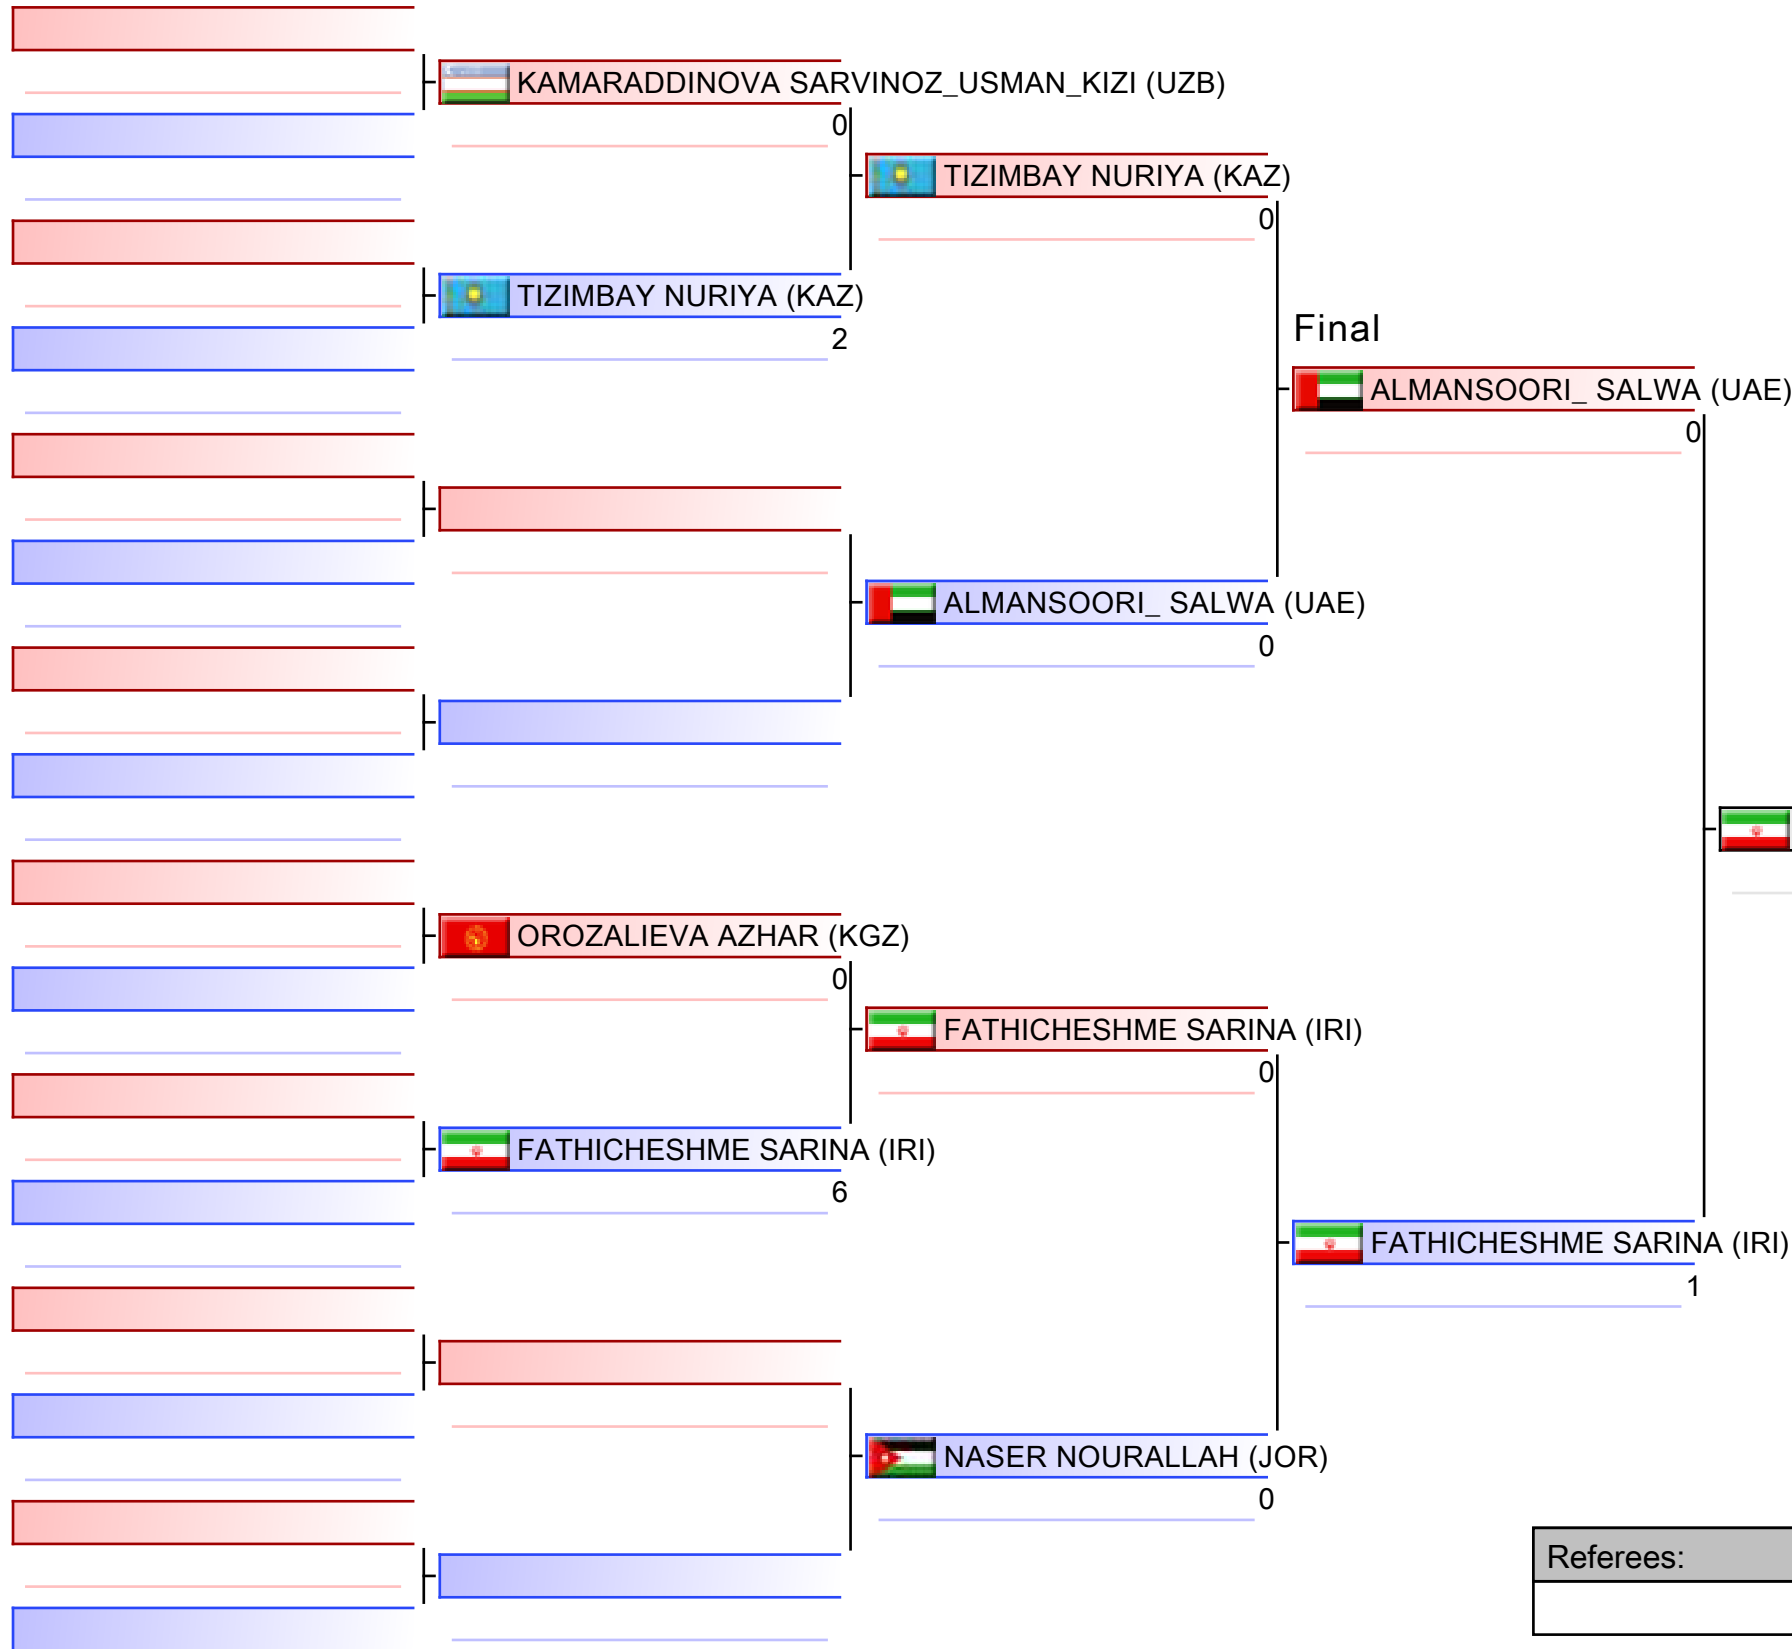 KAMARADDINOVA SARVINOZ_USMAN_KIZI (UZB)
0
TIZIMBAY NURIYA (KAZ)
0
TIZIMBAY NURIYA (KAZ)
2
Final
ALMANSOORI_ SALWA (UAE)
0
ALMANSOORI_ SALWA (UAE)
0
OROZALIEVA AZHAR (KGZ)
0
FATHICHESHME SARINA (IRI)
0
FATHICHESHME SARINA (IRI)
6
FATHICHESHME SARINA (IRI)
1
NASER NOURALLAH (JOR)
0
Referees: